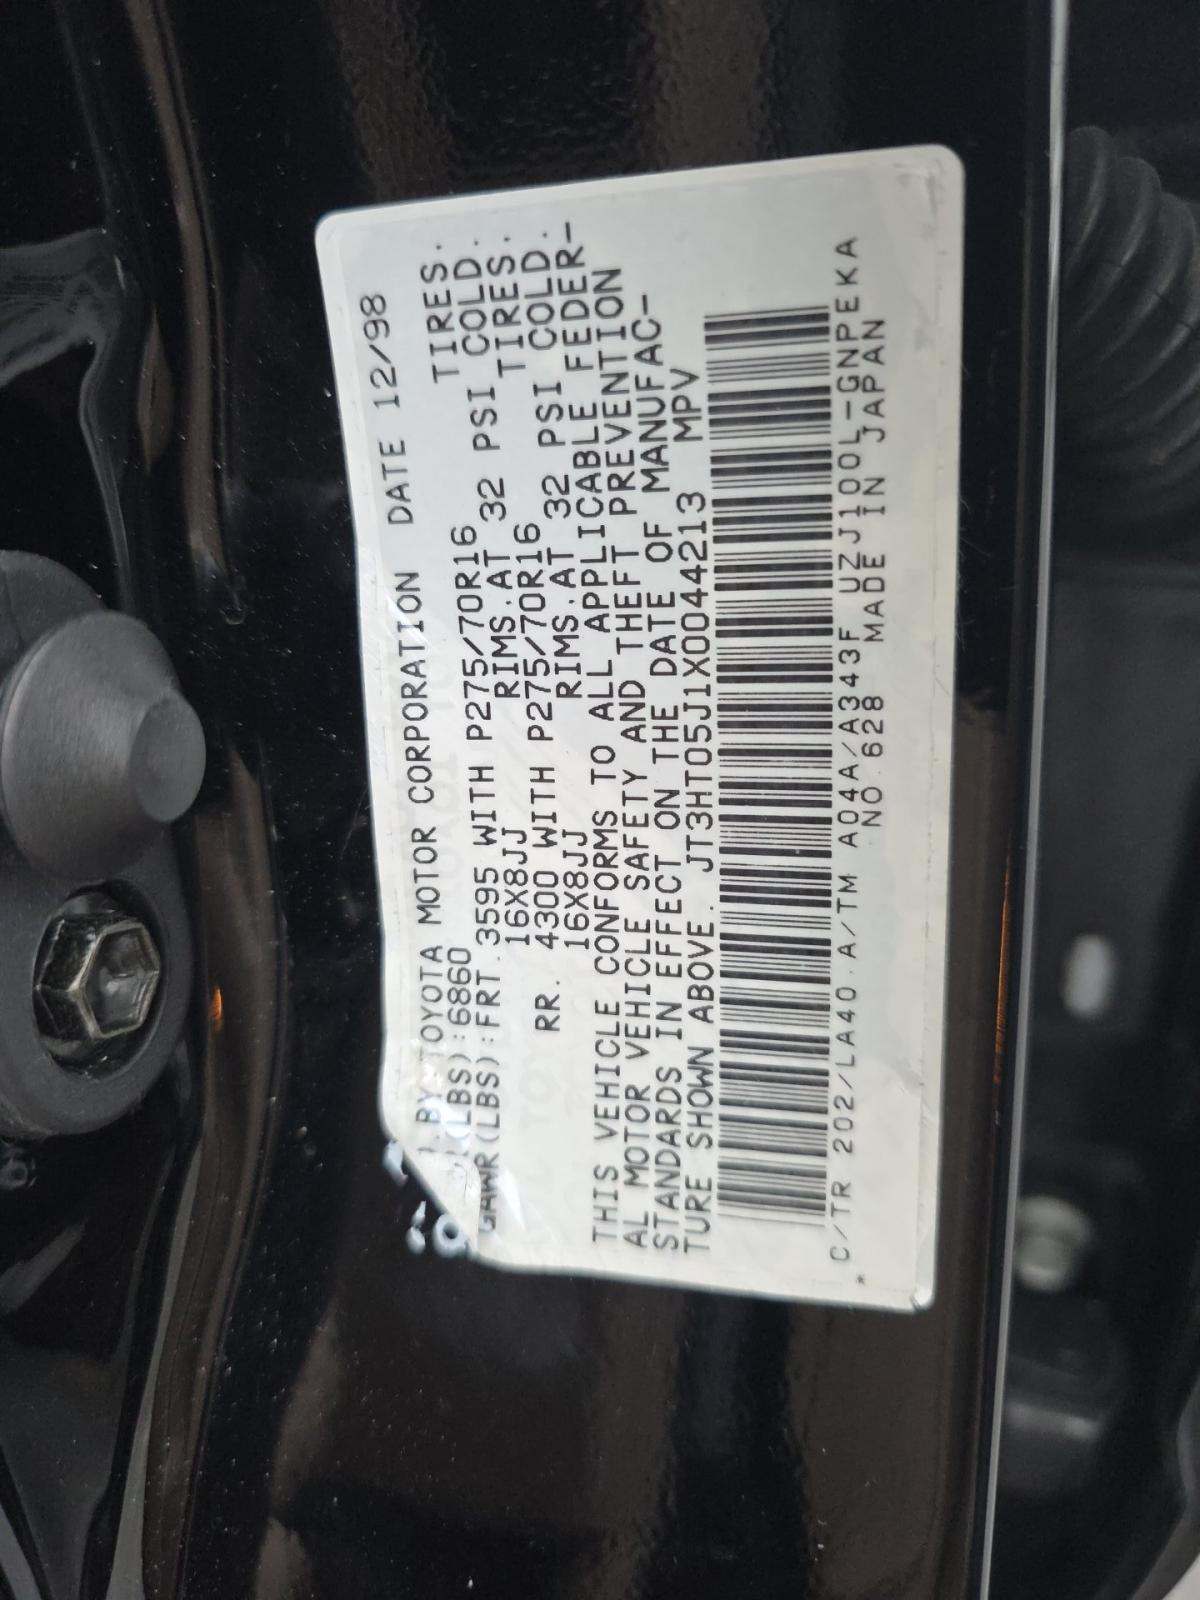 BY TOYOTA MOTOR CORPORATION DATE 12/98
(LBS):6860
GAWR(LBS):FRT.3595 WITH P275/70R16 TIRES.
16X8JJ RIMS.AT 32 PSI COLD.
RR. 4300 WITH P275/70R16 TIRES.
16X8JJ RIMS.AT 32 PSI COLD.
THIS VEHICLE CONFORMS TO ALL APPLICABLE FEDER-
AL MOTOR VEHICLE SAFETY AND THEFT PREVENTION
STANDARDS IN EFFECT ON THE DATE OF MANUFAC-
TURE SHOWN ABOVE. JT3HT05J1X0044213 MPV
*C/TR 202/LA40.A/TM A04A/A343F UZJ100L-GNPEKA
NO.628 MADE IN JAPAN